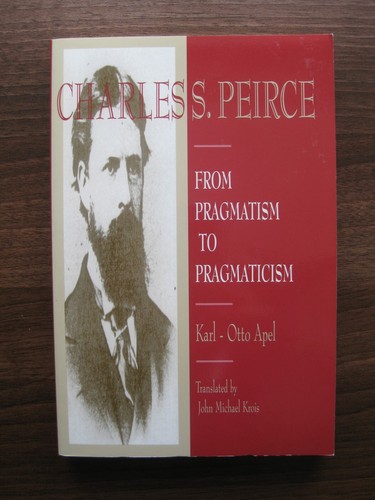 CHARLES S. PEIRCE
FROM
PRAGMATISM
TO
PRAGMATICISM
Karl - Otto Apel
Translated by
John Michael Krois